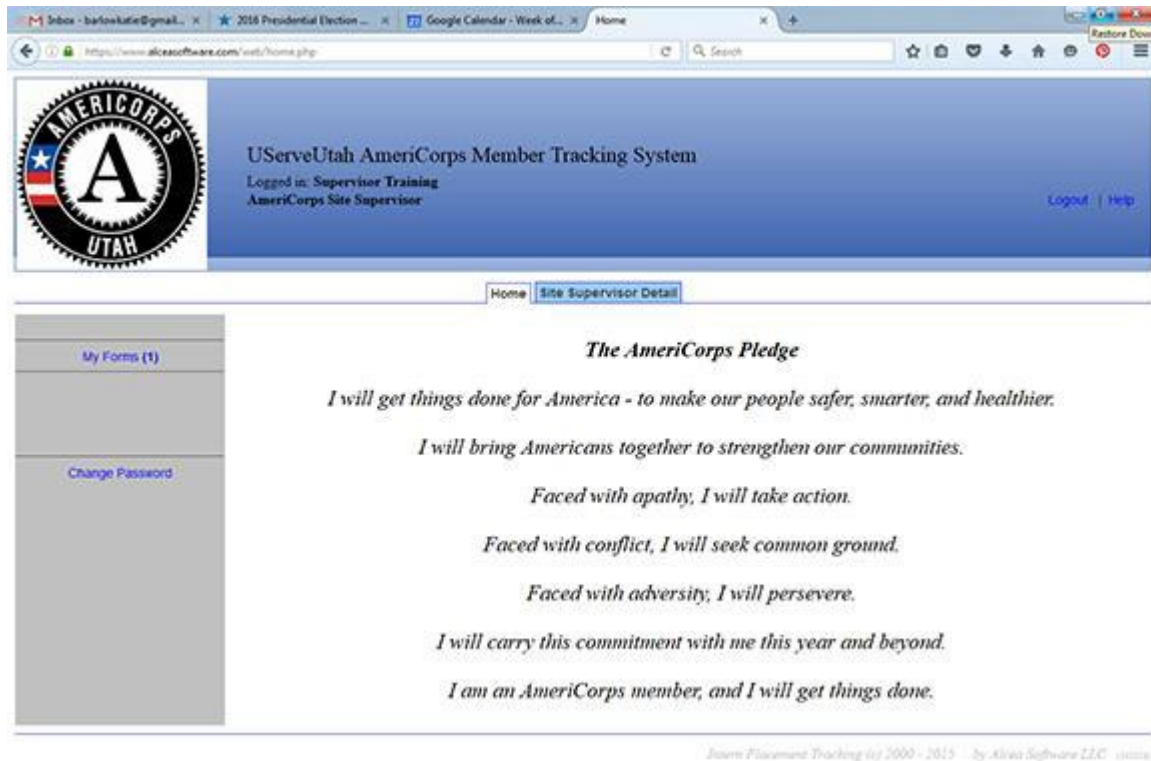 Inbox - barlowkatie@gmail... × 2016 Presidential Election ... × Google Calendar - Week of... × Home × +
Restore Dow
https://www.alceasoftware.com/web/home.php Search
AMERICORPS
A
UTAH
UServeUtah AmeriCorps Member Tracking System
Logged in: Supervisor Training
AmeriCorps Site Supervisor
Logout | Help
Home Site Supervisor Detail
My Forms (1)
Change Password
The AmeriCorps Pledge
I will get things done for America - to make our people safer, smarter, and healthier.
I will bring Americans together to strengthen our communities.
Faced with apathy, I will take action.
Faced with conflict, I will seek common ground.
Faced with adversity, I will persevere.
I will carry this commitment with me this year and beyond.
I am an AmeriCorps member, and I will get things done.
Intern Placement Tracking (c) 2000 - 2015 by Alcea Software LLC